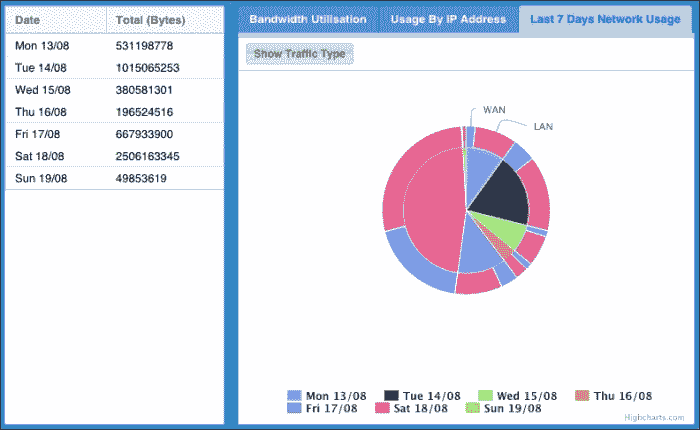 Date Total (Bytes)
Mon 13/08 531198778
Tue 14/08 1015065253
Wed 15/08 380581301
Thu 16/08 196524516
Fri 17/08 667933900
Sat 18/08 2506163345
Sun 19/08 49853619
Bandwidth Utilisation Usage By IP Address Last 7 Days Network Usage
Show Traffic Type
WAN
LAN
Mon 13/08 Tue 14/08 Wed 15/08 Thu 16/08
Fri 17/08 Sat 18/08 Sun 19/08
Highcharts.com